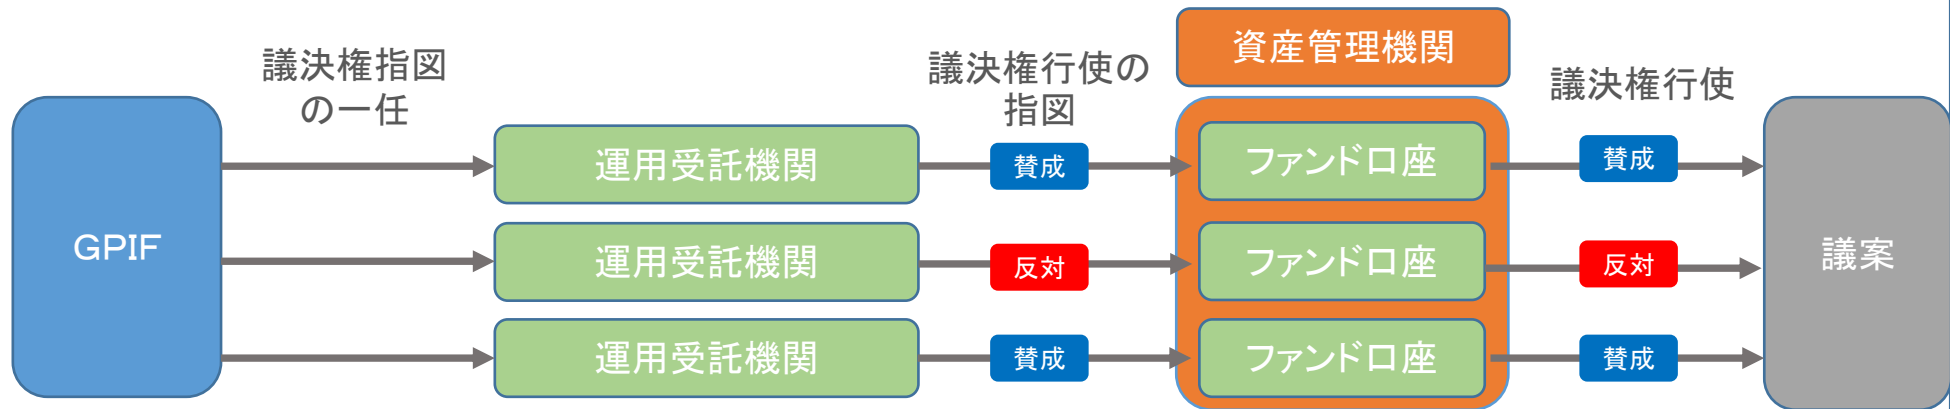 資産管理機関
議決権指図
の一任
議決権行使の
指図
議決権行使
GPIF
運用受託機関
賛成
ファンド口座
賛成
運用受託機関
反対
ファンド口座
反対
運用受託機関
賛成
ファンド口座
賛成
議案